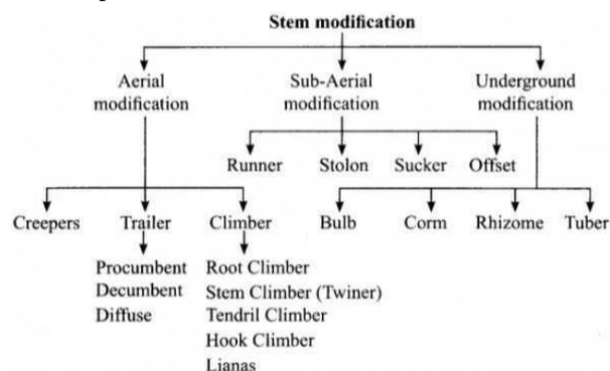 Stem modification
Aerial
modification
Sub-Aerial
modification
Underground
modification
Runner
Stolon
Sucker
Offset
Creepers
Trailer
Climber
Bulb
Corm
Rhizome
Tuber
Procumbent
Decumbent
Diffuse
Root Climber
Stem Climber (Twiner)
Tendril Climber
Hook Climber
Lianas